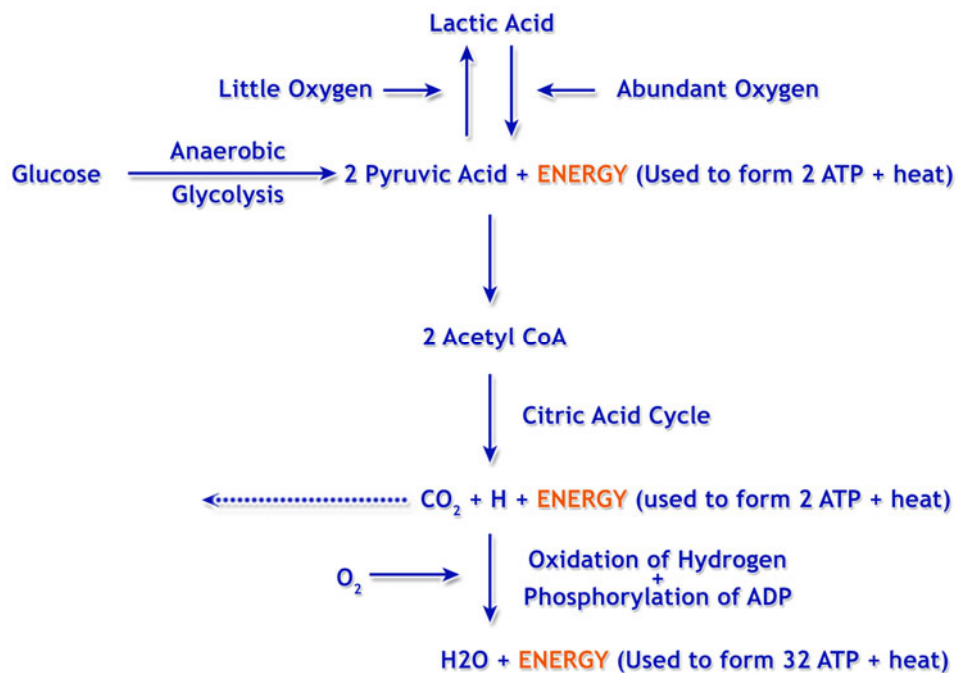 Lactic Acid
Little Oxygen
Abundant Oxygen
Anaerobic
Glucose
2 Pyruvic Acid + ENERGY (Used to form 2 ATP + heat)
Glycolysis
2 Acetyl CoA
Citric Acid Cycle
CO₂ + H + ENERGY (used to form 2 ATP + heat)
Oxidation of Hydrogen
O₂
+
Phosphorylation of ADP
H2O + ENERGY (Used to form 32 ATP + heat)